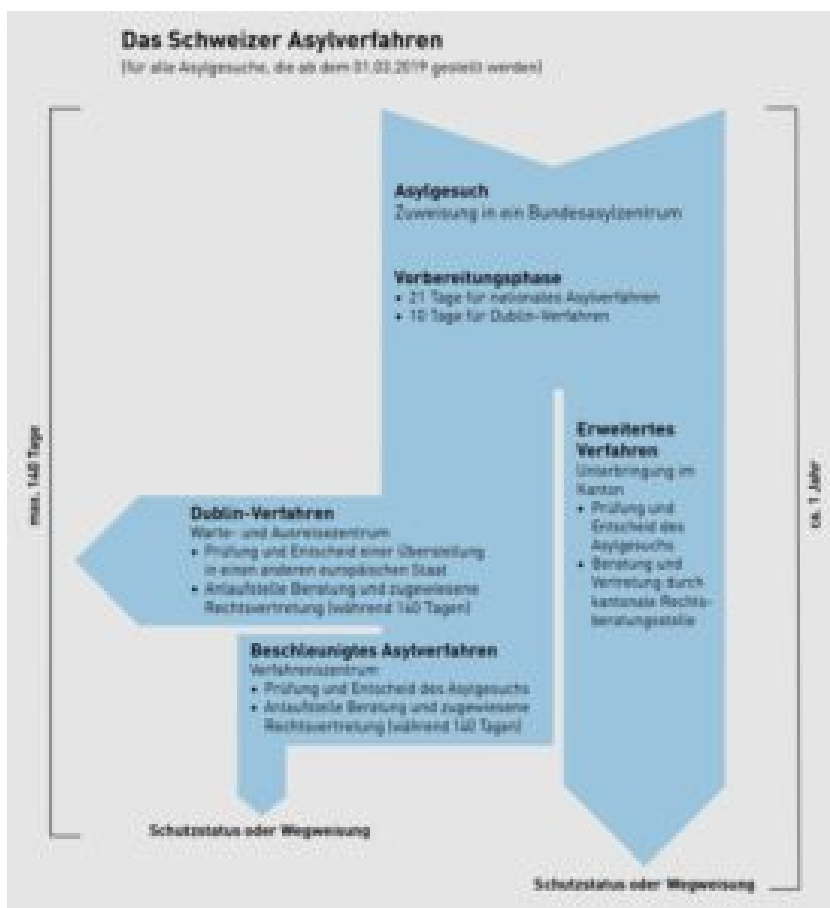 Das Schweizer Asylverfahren
(für alle Asylgesuche, die ab dem 01.03.2019 gestellt werden)
Asylgesuch
Zuweisung in ein Bundesasylzentrum
Vorbereitungsphase
• 21 Tage für nationales Asylverfahren
• 10 Tage für Dublin-Verfahren
max. 140 Tage
Dublin-Verfahren
Warte- und Ausreisezentrum
• Prüfung und Entscheid einer Überstellung
in einen anderen europäischen Staat
• Anlaufstelle Beratung und zugewiesene
Rechtsvertretung (während 140 Tagen)
Beschleunigtes Asylverfahren
Verfahrenszentrum
• Prüfung und Entscheid des Asylgesuchs
• Anlaufstelle Beratung und zugewiesene
Rechtsvertretung (während 140 Tagen)
Schutzstatus oder Wegweisung
Erweitertes
Verfahren
Unterbringung im
Kanton
• Prüfung und
Entscheid des
Asylgesuchs
• Beratung und
Vertretung durch
kantonale Rechts-
beratungsstelle
ca. 1 Jahr
Schutzstatus oder Wegweisung